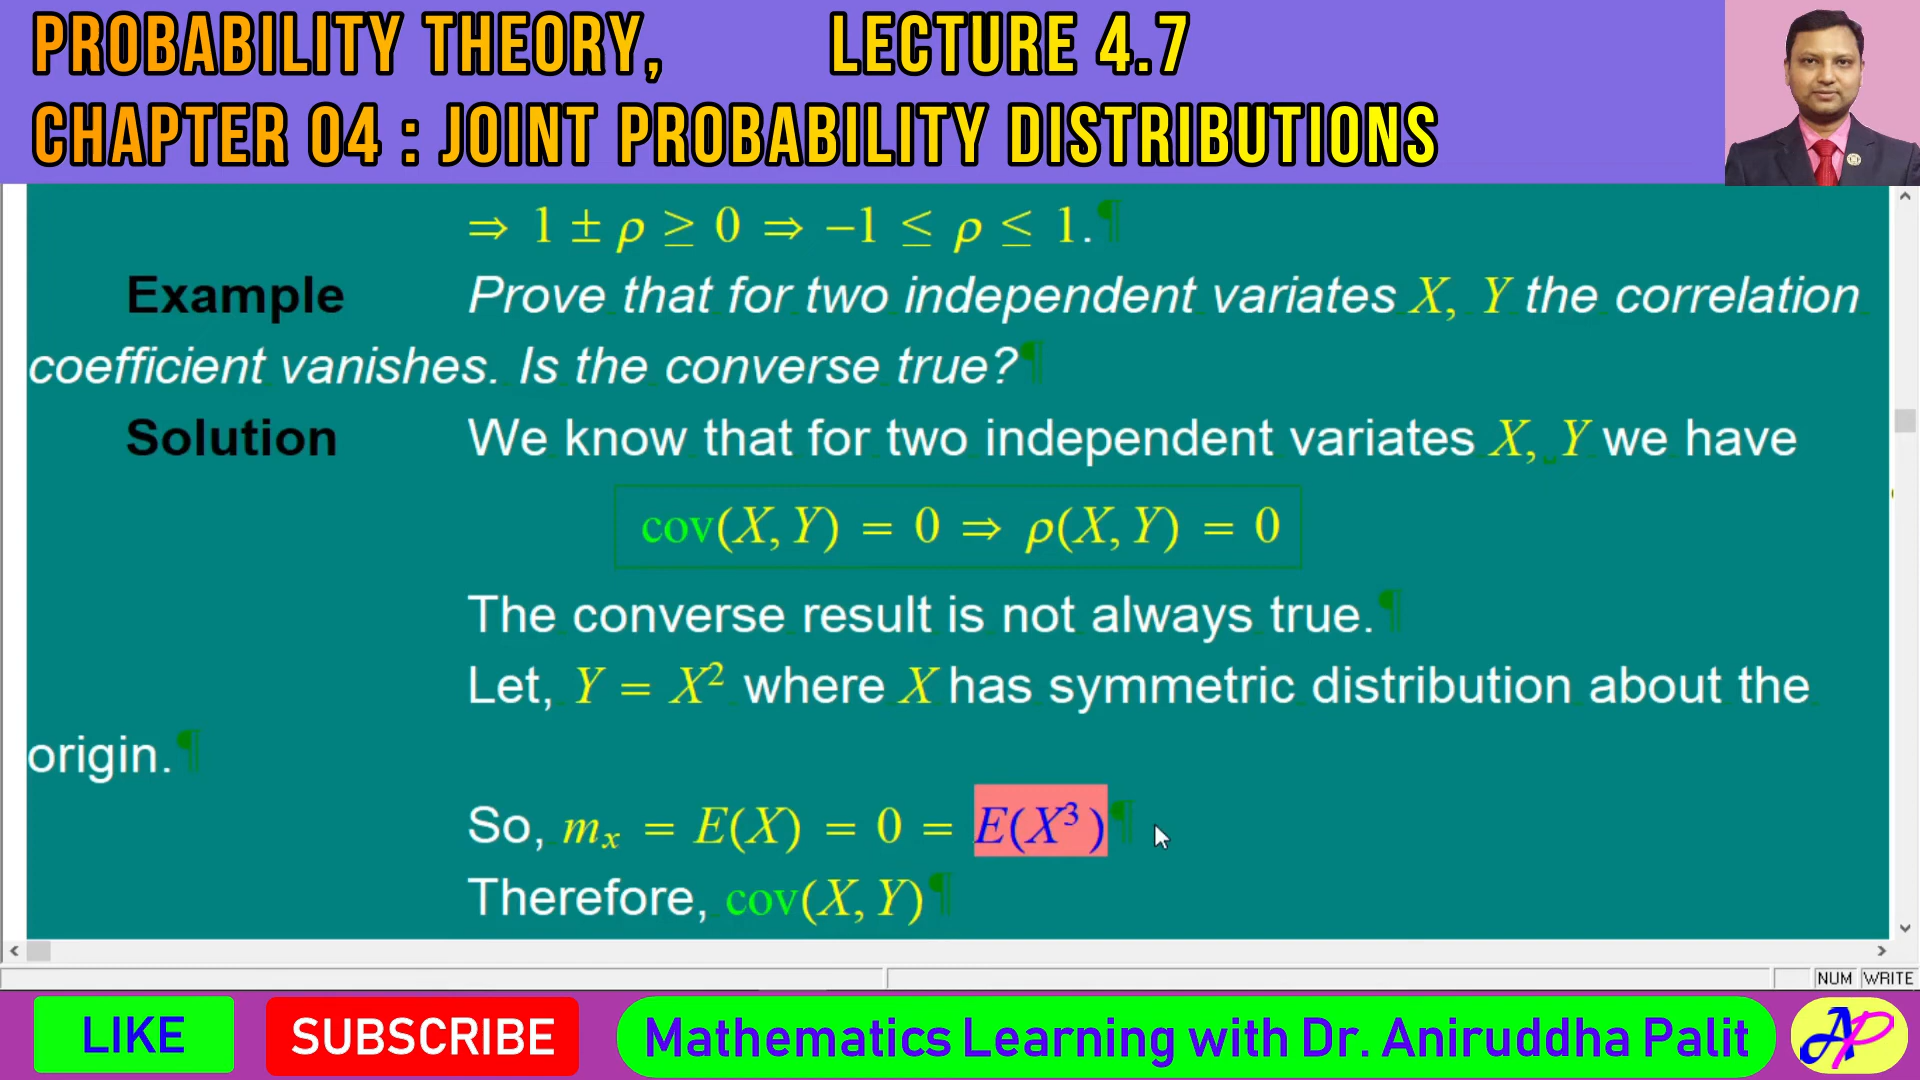 PROBABILITY THEORY, LECTURE 4.7
CHAPTER 04 : JOINT PROBABILITY DISTRIBUTIONS
⇒ 1 ± ρ ≥ 0 ⇒ −1 ≤ ρ ≤ 1.¶
Example Prove that for two independent variates X, Y the correlation
coefficient vanishes. Is the converse true?¶
Solution We know that for two independent variates X, Y we have
cov(X, Y) = 0 ⇒ ρ(X, Y) = 0
The converse result is not always true.¶
Let, Y = X² where X has symmetric distribution about the
origin.¶
So, mₓ = E(X) = 0 = E(X³)¶
Therefore, cov(X, Y)¶
NUM WRITE
LIKE SUBSCRIBE Mathematics Learning with Dr. Aniruddha Palit AP